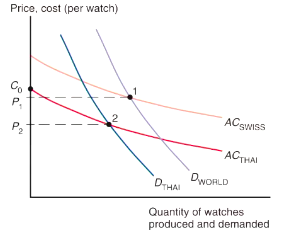 Price, cost (per watch)
C0
P1
P2
1
2
ACSWISS
ACTHAI
DTHAI
DWORLD
Quantity of watches
produced and demanded